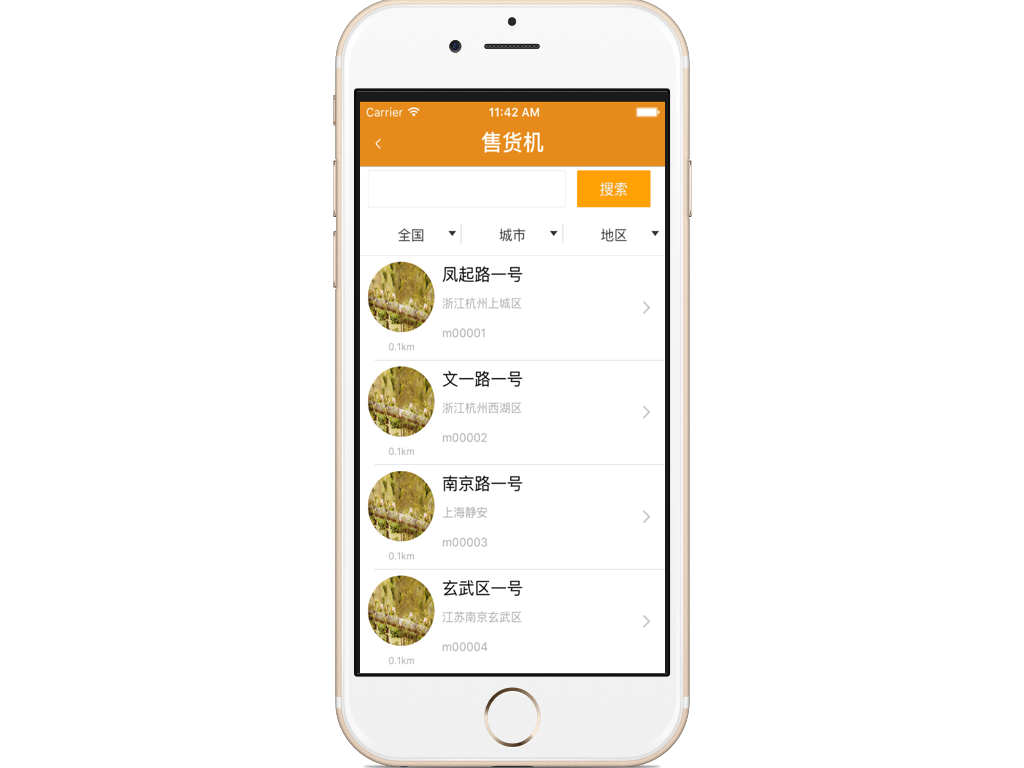 Carrier 11:42 AM
售货机
搜索
全国 城市 地区
凤起路一号
浙江杭州上城区
m00001
0.1km
文一路一号
浙江杭州西湖区
m00002
0.1km
南京路一号
上海静安
m00003
0.1km
玄武区一号
江苏南京玄武区
m00004
0.1km